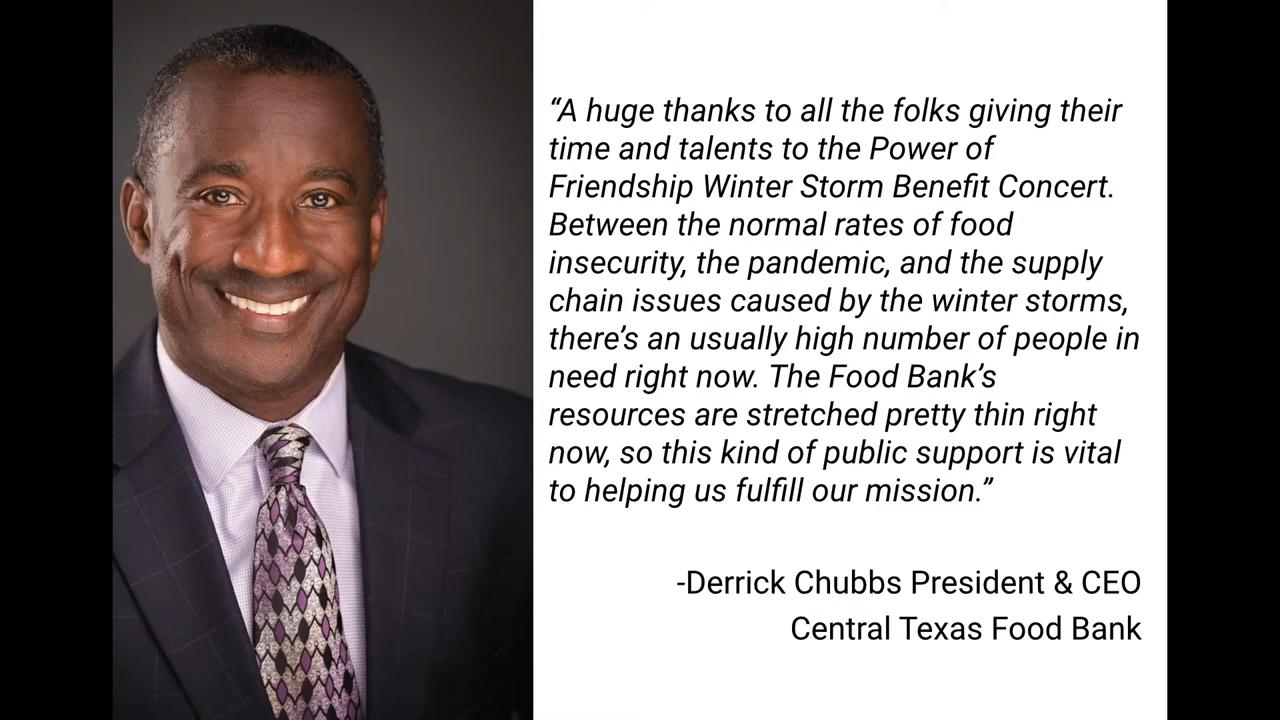 “A huge thanks to all the folks giving their
time and talents to the Power of
Friendship Winter Storm Benefit Concert.
Between the normal rates of food
insecurity, the pandemic, and the supply
chain issues caused by the winter storms,
there’s an usually high number of people in
need right now. The Food Bank’s
resources are stretched pretty thin right
now, so this kind of public support is vital
to helping us fulfill our mission.”
-Derrick Chubbs President & CEO
Central Texas Food Bank